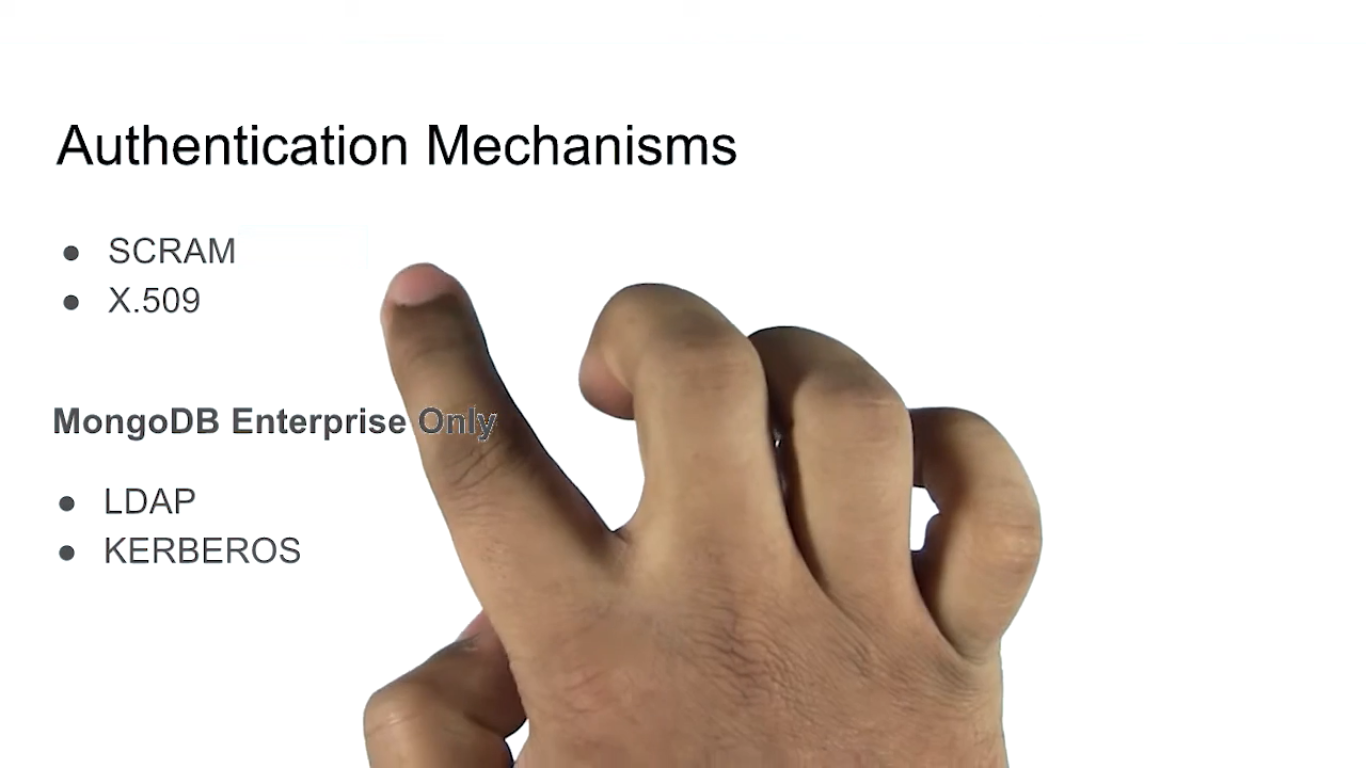 Authentication Mechanisms
● SCRAM
● X.509
MongoDB Enterprise Only
● LDAP
● KERBEROS